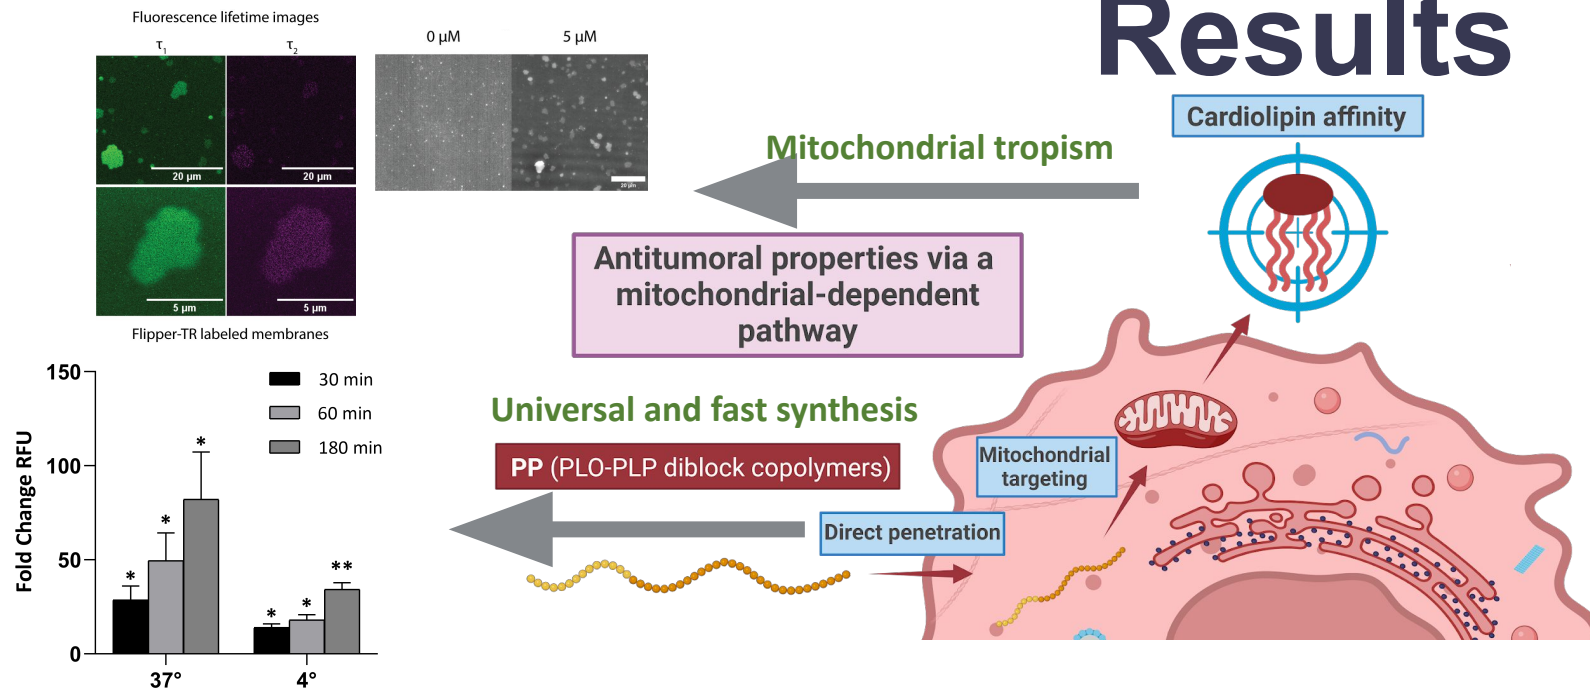 Results
Fluorescence lifetime images
τ1
τ2
20 µm
20 µm
5 µm
5 µm
Flipper-TR labeled membranes
0 µM
5 µM
20 µm
Mitochondrial tropism
Cardiolipin affinity
Antitumoral properties via a
mitochondrial-dependent
pathway
Universal and fast synthesis
PP (PLO-PLP diblock copolymers)
Direct penetration
Mitochondrial
targeting
Fold Change RFU
150
100
50
0
30 min
60 min
180 min
*
*
*
*
*
**
37°
4°